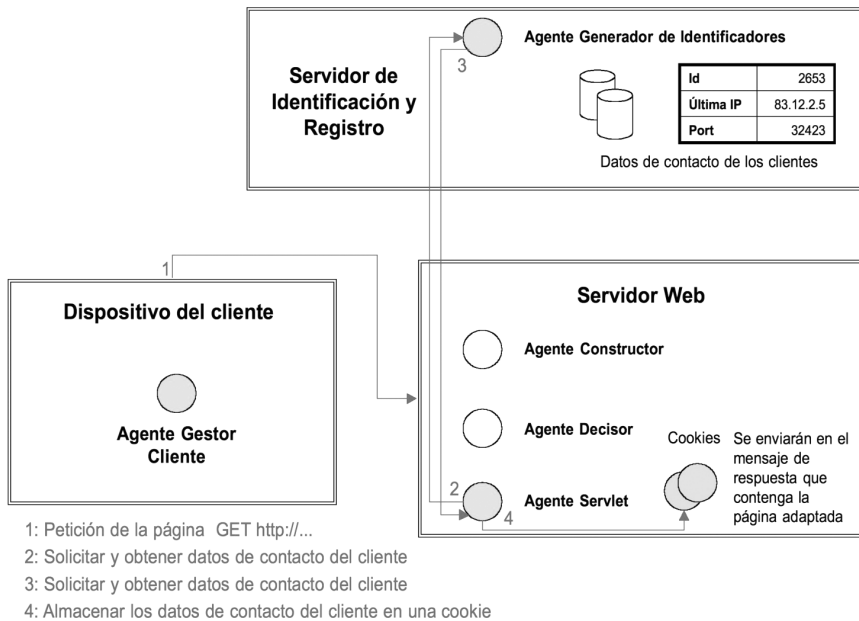 Agente Generador de Identificadores
3
Servidor de
Identificación y
Registro
Id 2653
Última IP 83.12.2.5
Port 32423
Datos de contacto de los clientes
1
Dispositivo del cliente
Agente Gestor
Cliente
Servidor Web
Agente Constructor
Agente Decisor
Cookies
Se enviarán en el
mensaje de
respuesta que
contenga la
página adaptada
2
Agente Servlet
4
1: Petición de la página GET http://...
2: Solicitar y obtener datos de contacto del cliente
3: Solicitar y obtener datos de contacto del cliente
4: Almacenar los datos de contacto del cliente en una cookie